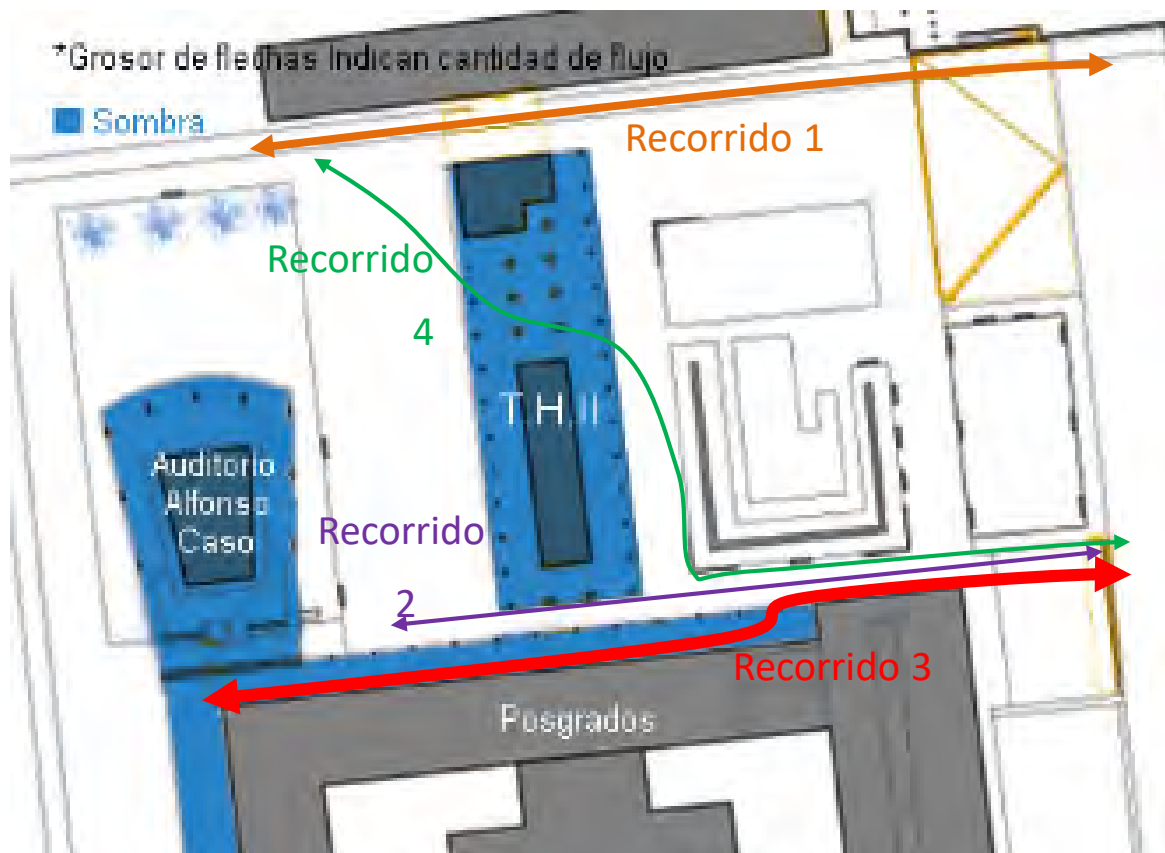 *Grosor de flechas Indican cantidad de flujo
Sombra
Recorrido 1
Recorrido
4
T.H.II
Auditorio
Alfonso
Caso
Recorrido
2
Recorrido 3
Posgrados